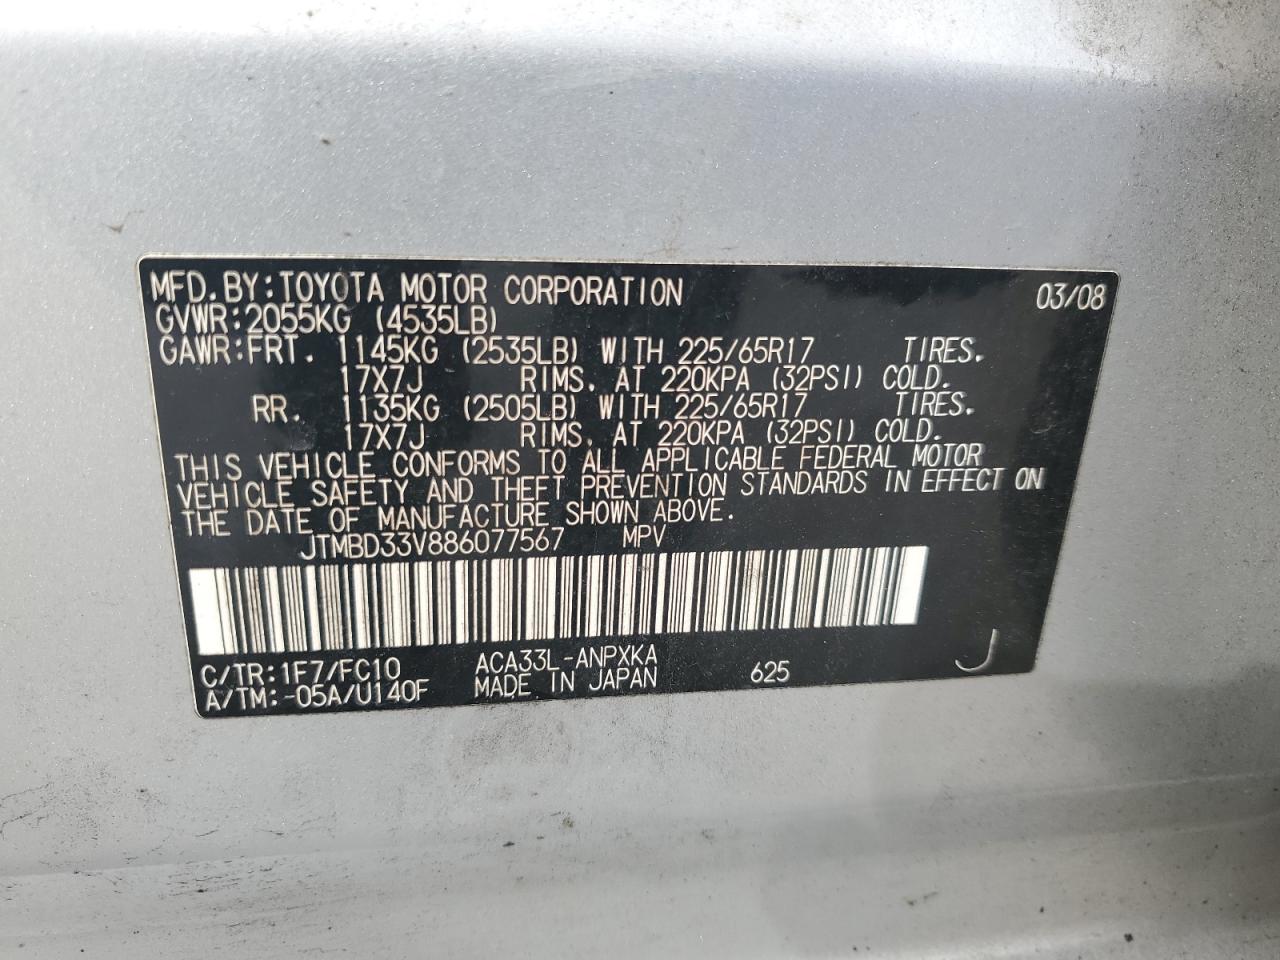 MFD.BY:TOYOTA MOTOR CORPORATION 03/08
GVWR:2055KG (4535LB)
GAWR:FRT. 1145KG (2535LB) WITH 225/65R17 TIRES.
17X7J RIMS. AT 220KPA (32PSI) COLD.
RR. 1135KG (2505LB) WITH 225/65R17 TIRES.
17X7J RIMS. AT 220KPA (32PSI) COLD.
THIS VEHICLE CONFORMS TO ALL APPLICABLE FEDERAL MOTOR
VEHICLE SAFETY AND THEFT PREVENTION STANDARDS IN EFFECT ON
THE DATE OF MANUFACTURE SHOWN ABOVE.
JTMBD33V886077567 MPV
C/TR:1F7/FC10 ACA33L-ANPXKA
A/TM:-05A/U140F MADE IN JAPAN 625 J